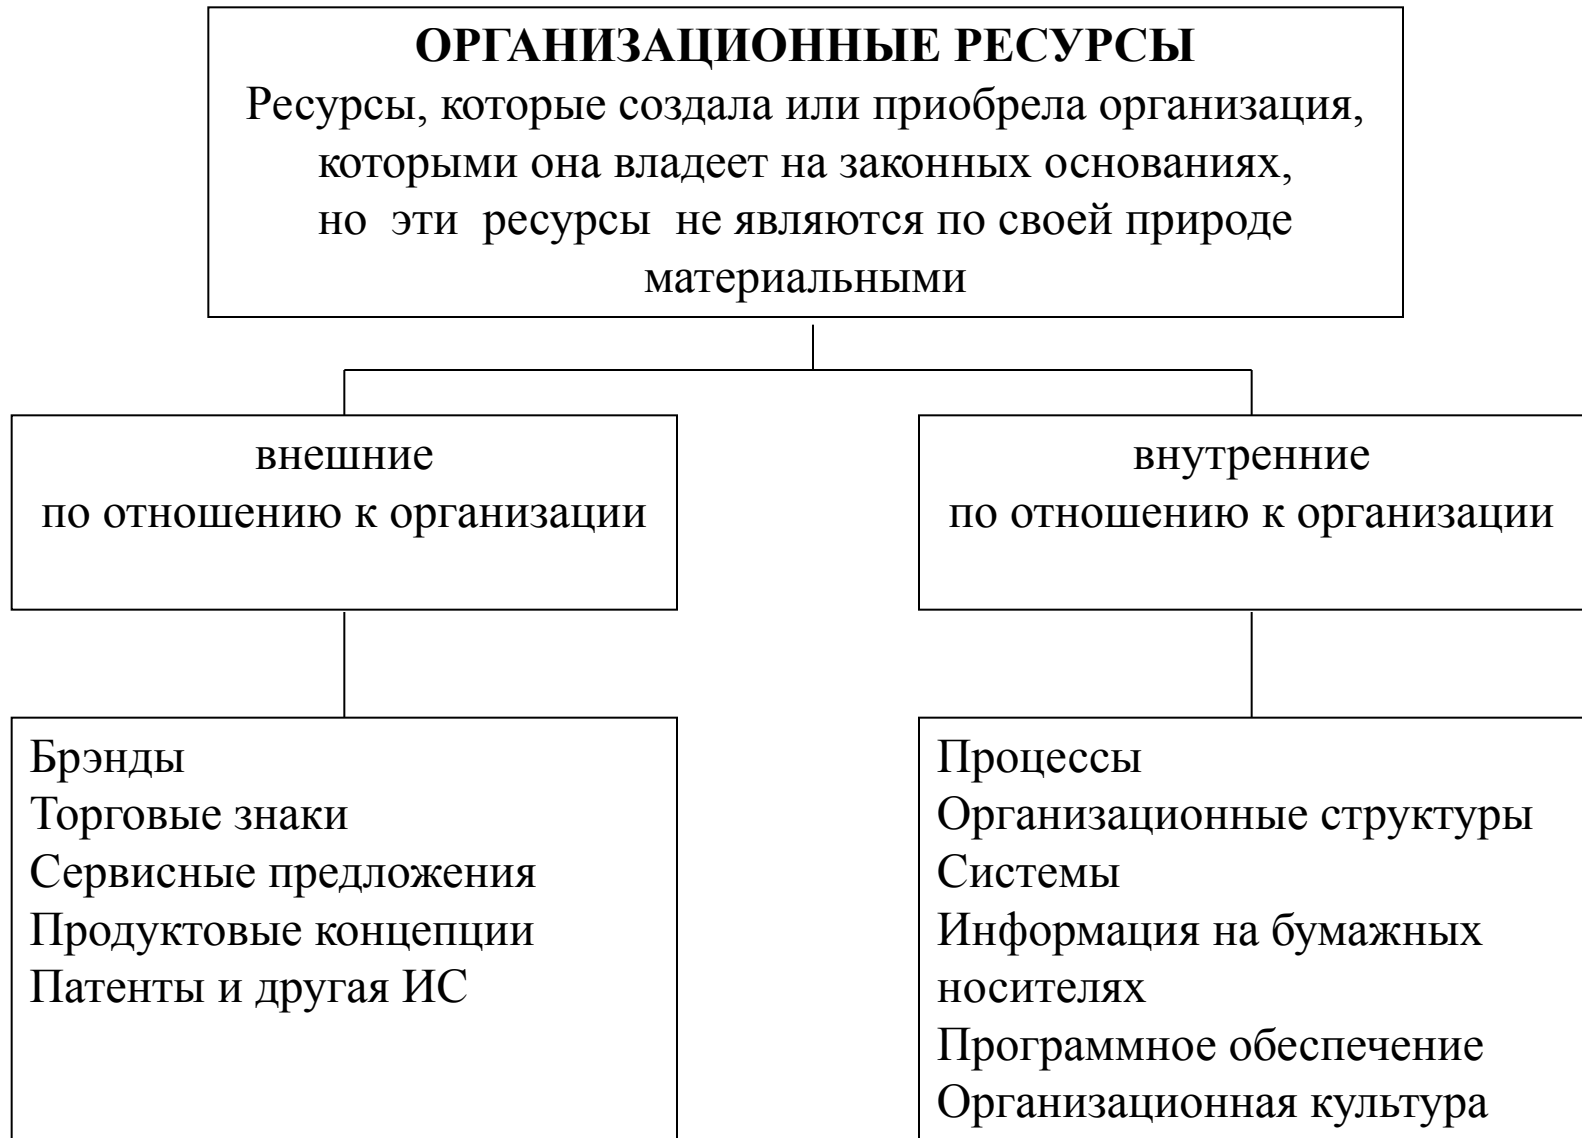 ОРГАНИЗАЦИОННЫЕ РЕСУРСЫ
Ресурсы, которые создала или приобрела организация,
которыми она владеет на законных основаниях,
но эти ресурсы не являются по своей природе
материальными
внешние
по отношению к организации
внутренние
по отношению к организации
Брэнды
Торговые знаки
Сервисные предложения
Продуктовые концепции
Патенты и другая ИС
Процессы
Организационные структуры
Системы
Информация на бумажных
носителях
Программное обеспечение
Организационная культура